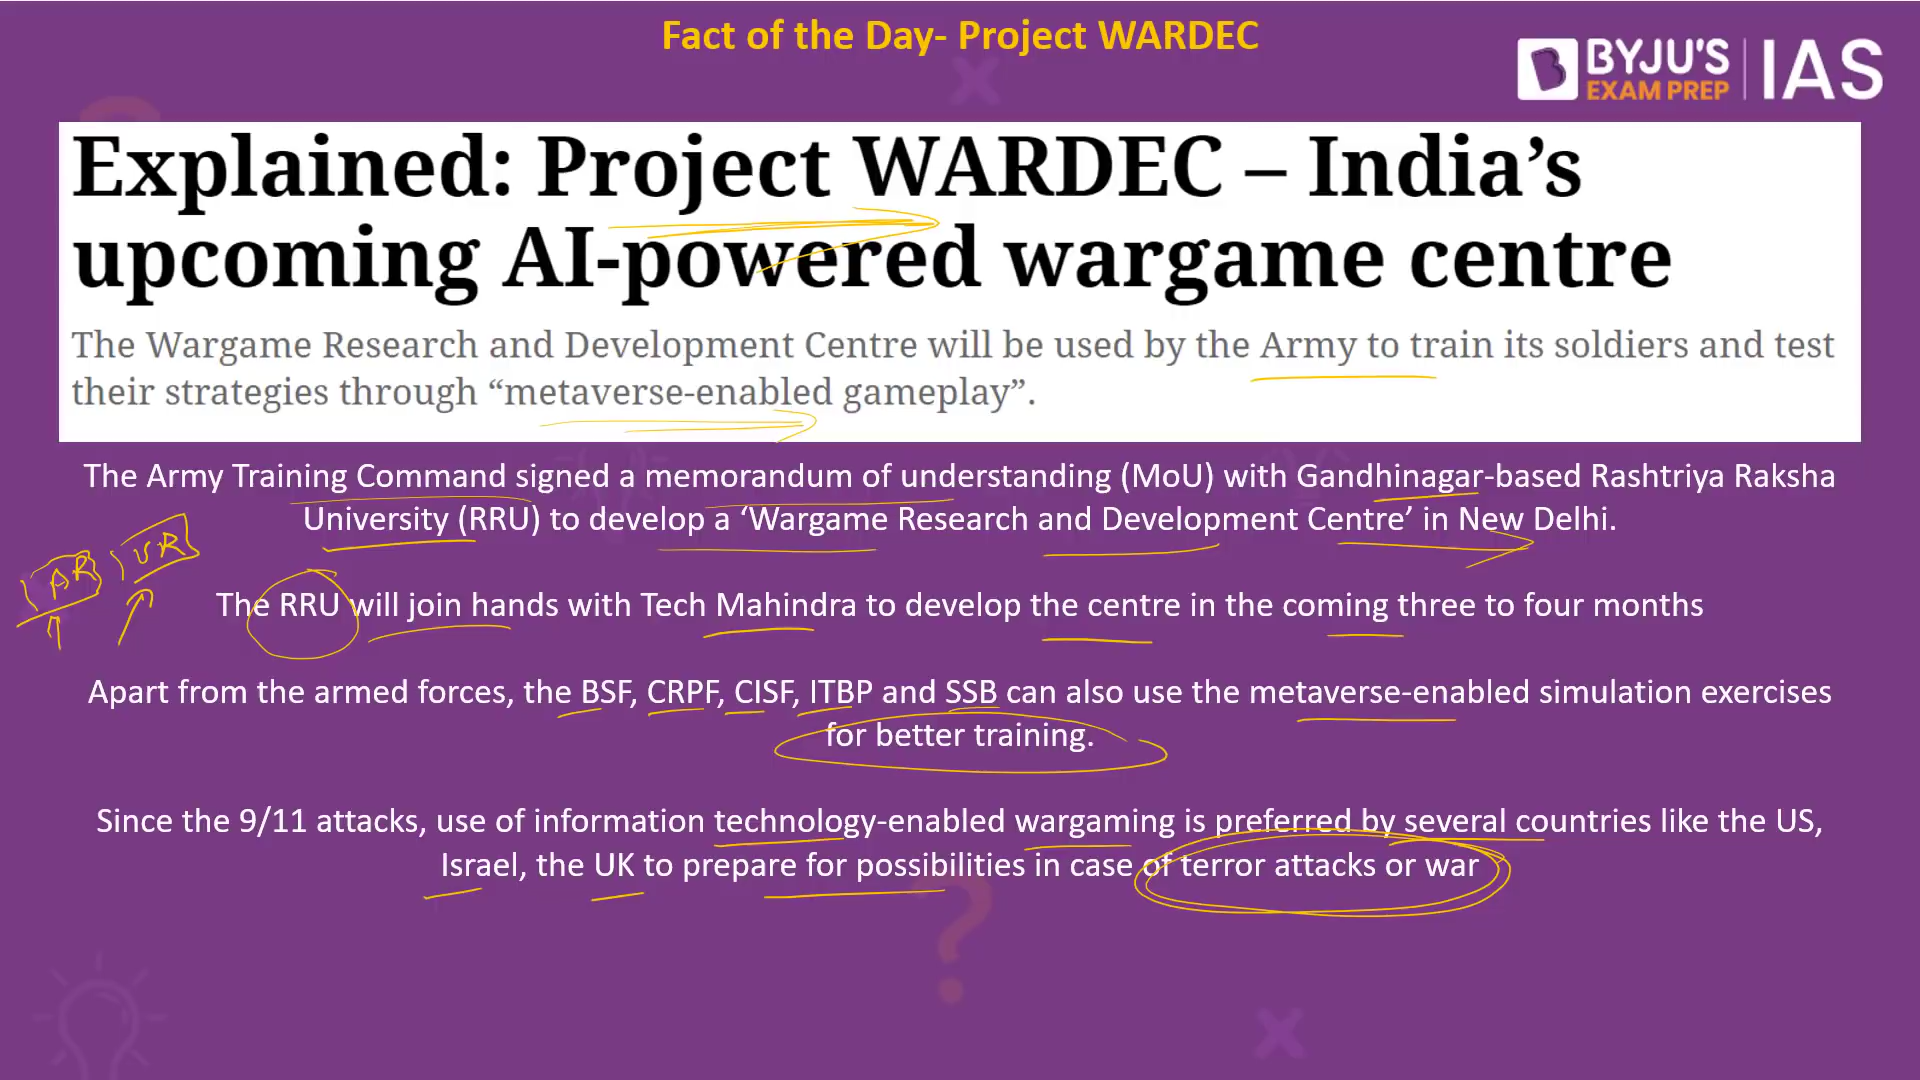 Fact of the Day- Project WARDEC
BYJU'S
EXAM PREP
IAS
Explained: Project WARDEC – India’s
upcoming AI-powered wargame centre
The Wargame Research and Development Centre will be used by the Army to train its soldiers and test
their strategies through “metaverse-enabled gameplay”.
The Army Training Command signed a memorandum of understanding (MoU) with Gandhinagar-based Rashtriya Raksha
University (RRU) to develop a ‘Wargame Research and Development Centre’ in New Delhi.
AR VR
The RRU will join hands with Tech Mahindra to develop the centre in the coming three to four months
Apart from the armed forces, the BSF, CRPF, CISF, ITBP and SSB can also use the metaverse-enabled simulation exercises
for better training.
Since the 9/11 attacks, use of information technology-enabled wargaming is preferred by several countries like the US,
Israel, the UK to prepare for possibilities in case of terror attacks or war